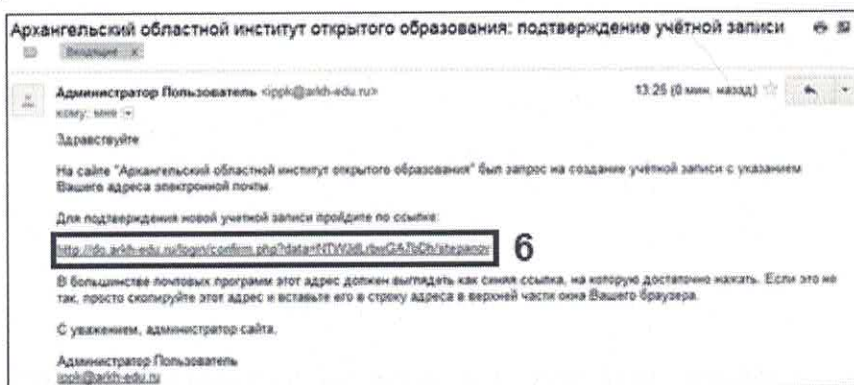 Архангельский областной институт открытого образования: подтверждение учётной записи
Входящие x
Администратор Пользователь <ippk@arkh-edu.ru>
13:25 (0 мин. назад)
кому: мне
Здравствуйте
На сайте "Архангельский областной институт открытого образования" был запрос на создание учётной записи с указанием
Вашего адреса электронной почты.
Для подтверждения новой учетной записи пройдите по ссылке:
6
В большинстве почтовых программ этот адрес должен выглядеть как синяя ссылка, на которую достаточно нажать. Если это не
так, просто скопируйте этот адрес и вставьте его в строку адреса в верхней части окна Вашего браузера.
С уважением, администратор сайта,
Администратор Пользователь
ippk@arkh-edu.ru